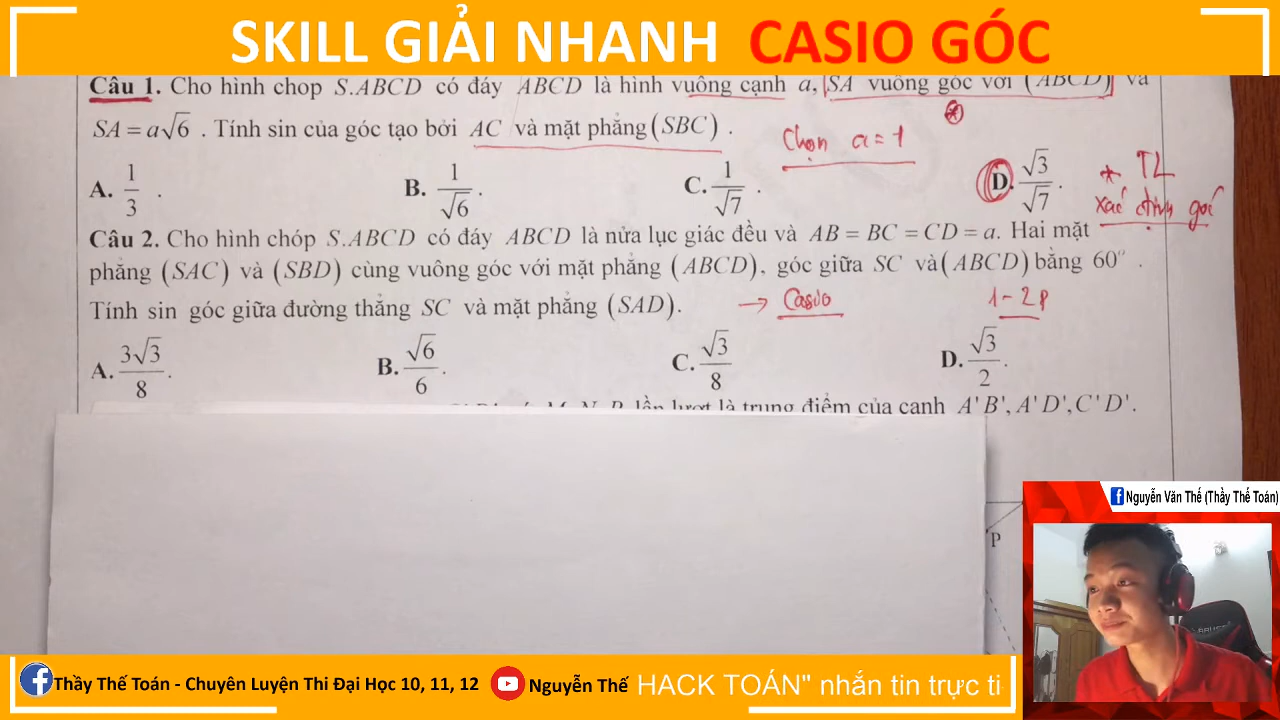 SKILL GIẢI NHANH CASIO GÓC
Câu 1. Cho hình chop S.ABCD có đáy ABCD là hình vuông cạnh a, SA vuông góc với (ABCD) và
SA = a√6 . Tính sin của góc tạo bởi AC và mặt phẳng (SBC) .
Chọn a = 1
A. 1/3 . B. 1/√6 . C. 1/√7 . D. √3/√7 .
* TL
xác định góc
Câu 2. Cho hình chóp S.ABCD có đáy ABCD là nửa lục giác đều và AB = BC = CD = a. Hai mặt
phẳng (SAC) và (SBD) cùng vuông góc với mặt phẳng (ABCD), góc giữa SC và (ABCD) bằng 60° .
Tính sin góc giữa đường thẳng SC và mặt phẳng (SAD). → Casio 1 - 2p
A. 3√3/8 . B. √6/6 . C. √3/8 D. √3/2 .
lần lượt là trung điểm của cạnh A'B', A'D', C'D'.
P
Nguyễn Văn Thế (Thầy Thế Toán)
Thầy Thế Toán - Chuyên Luyện Thi Đại Học 10, 11, 12 Nguyễn Thế HACK TOÁN" nhắn tin trực ti